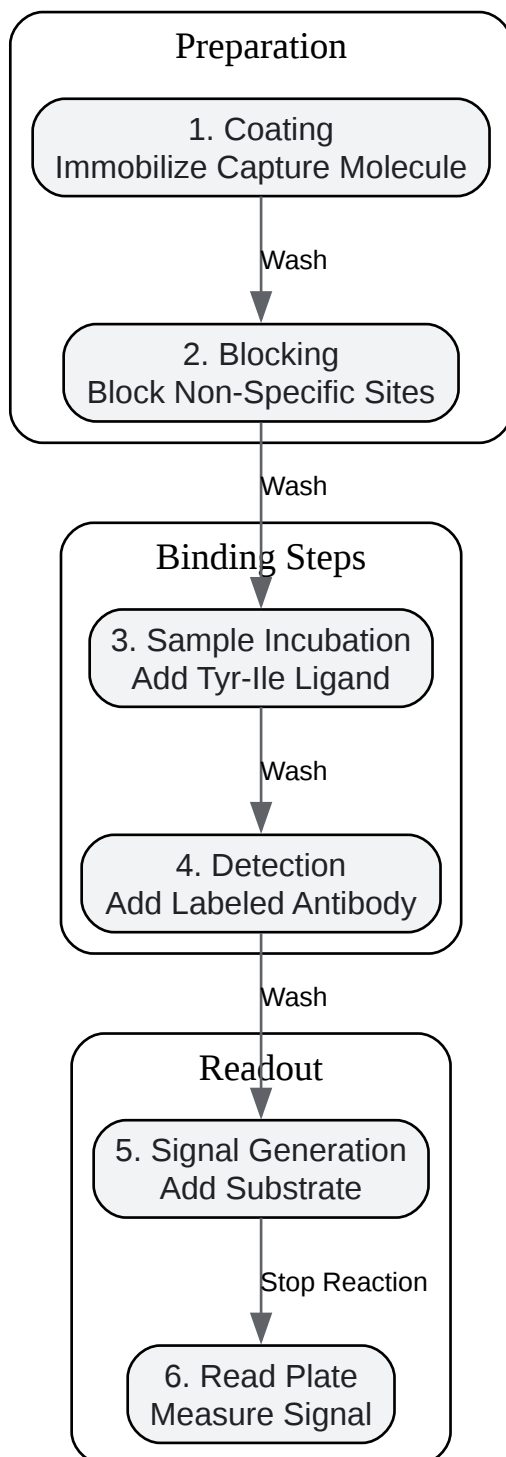 Preparation
1. Coating
Immobilize Capture Molecule
Wash
2. Blocking
Block Non-Specific Sites
Wash
Binding Steps
3. Sample Incubation
Add Tyr-Ile Ligand
Wash
4. Detection
Add Labeled Antibody
Wash
Readout
5. Signal Generation
Add Substrate
Stop Reaction
6. Read Plate
Measure Signal